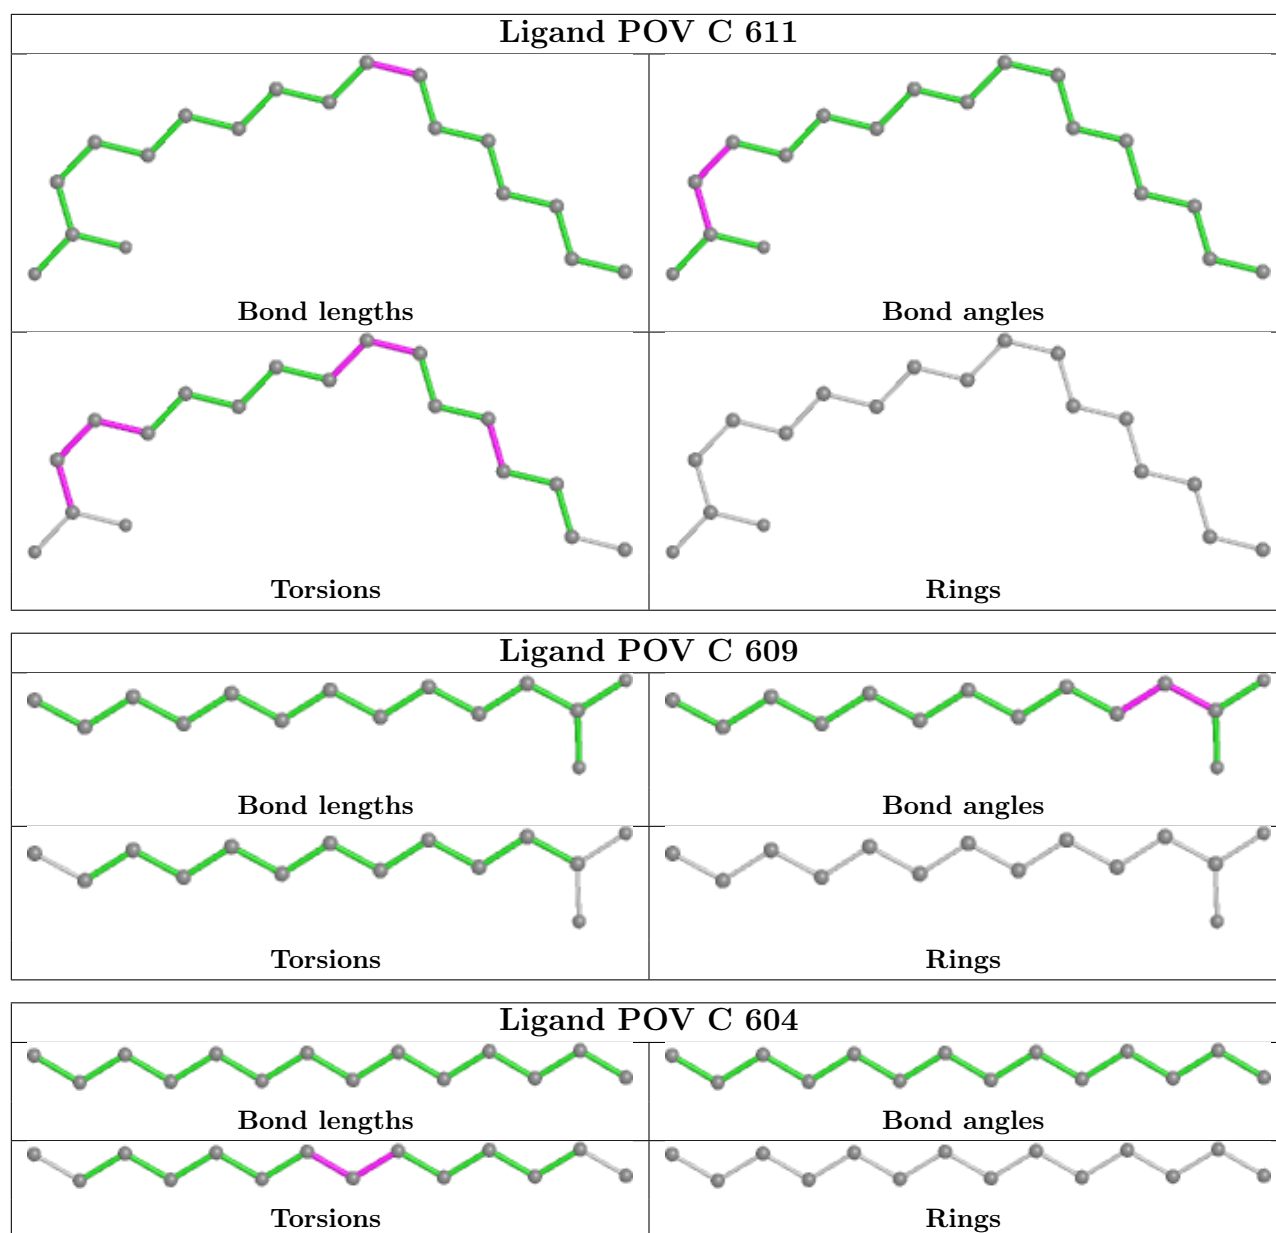 Ligand POV C 611
Bond lengths
Bond angles
Torsions
Rings
Ligand POV C 609
Bond lengths
Bond angles
Torsions
Rings
Ligand POV C 604
Bond lengths
Bond angles
Torsions
Rings